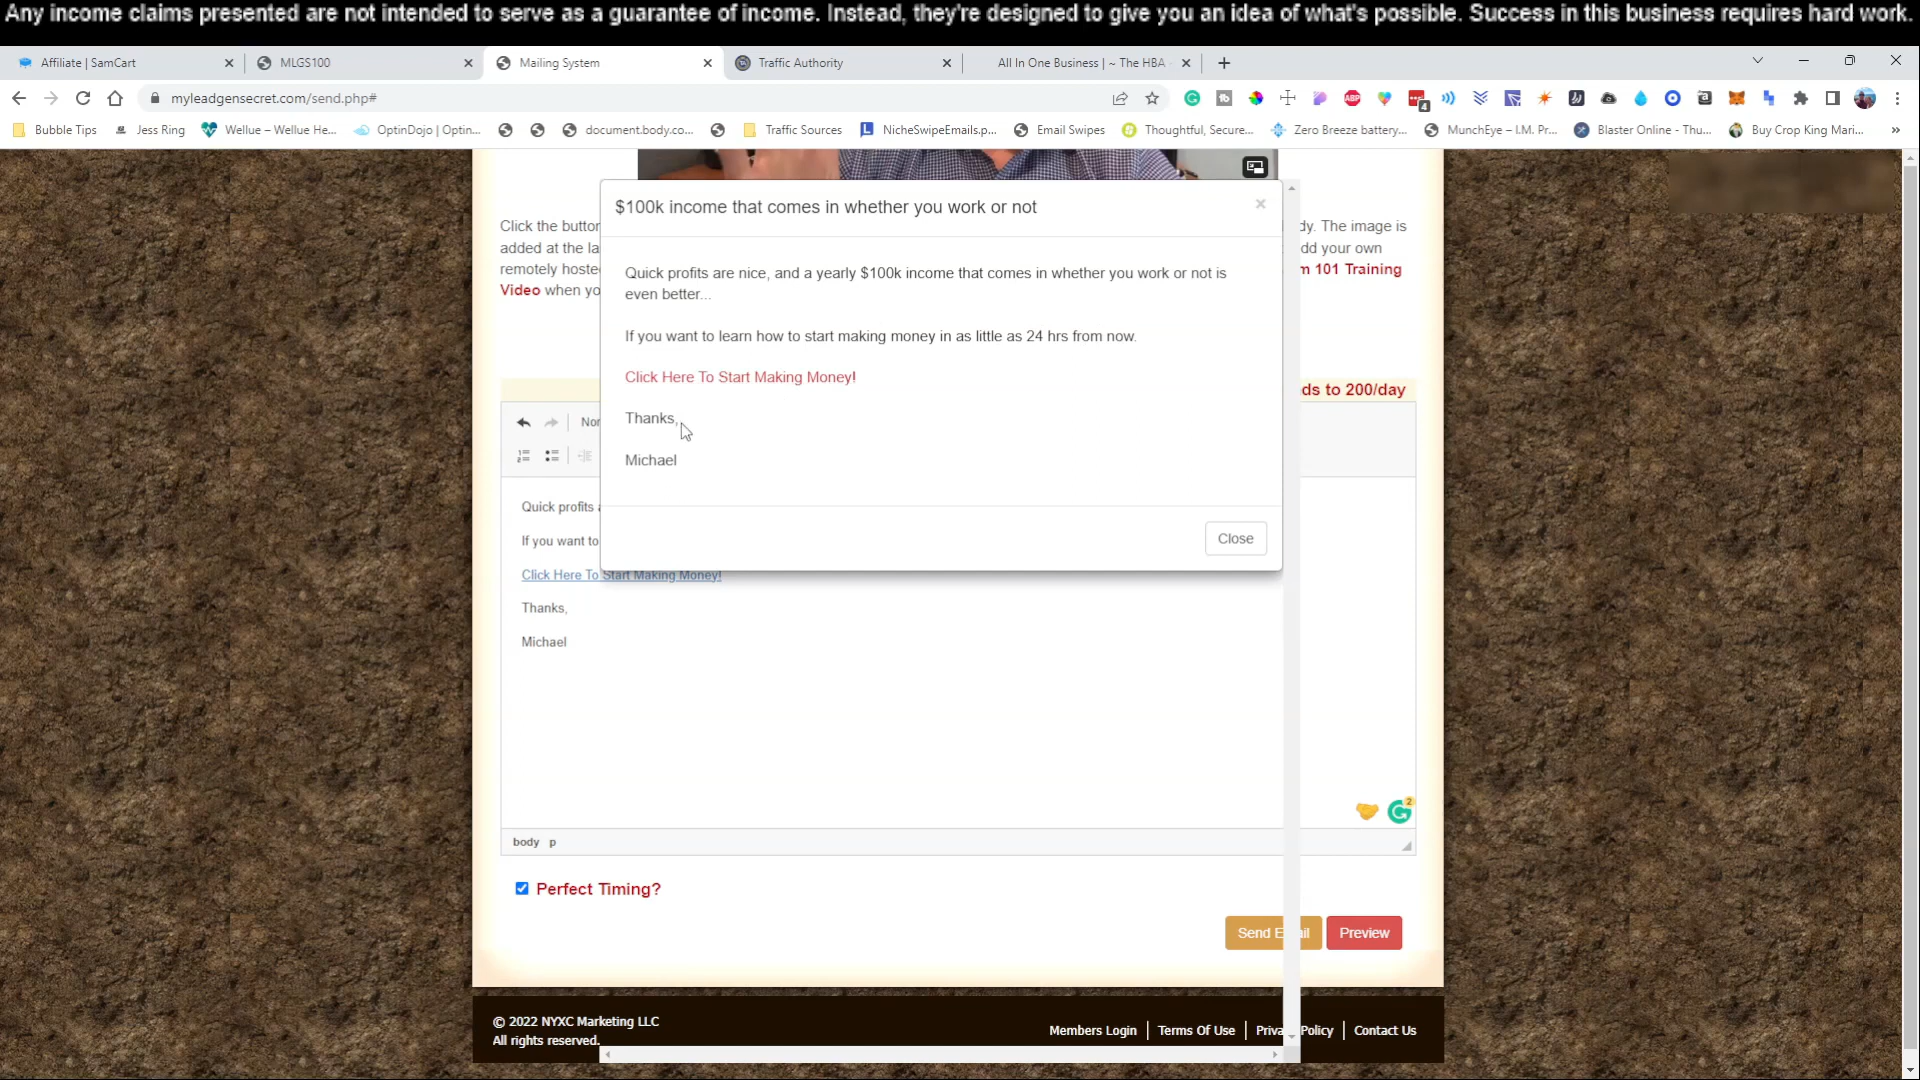 Any income claims presented are not intended to serve as a guarantee of income. Instead, they're designed to give you an idea of what's possible. Success in this business requires hard work.
Affiliate | SamCart
MLGS100
Mailing System
Traffic Authority
All In One Business | ~ The HBA
myleadgensecret.com/send.php#
4
Bubble Tips
Jess Ring
Wellue – Wellue He...
OptinDojo | Optin...
document.body.co...
Traffic Sources
NicheSwipeEmails.p...
Email Swipes
Thoughtful, Secure...
Zero Breeze battery...
MunchEye – I.M. Pr...
Blaster Online - Thu...
Buy Crop King Mari...
$100k income that comes in whether you work or not
Click the button
dy. The image is
added at the la
dd your own
remotely hoste
m 101 Training
Video when yo
Quick profits are nice, and a yearly $100k income that comes in whether you work or not is
even better...
If you want to learn how to start making money in as little as 24 hrs from now.
Click Here To Start Making Money!
Thanks,
Michael
Close
ds to 200/day
Nor
Quick profits a
If you want to
Click Here To Start Making Money!
Thanks,
Michael
2
body p
Perfect Timing?
Send E il
Preview
© 2022 NYXC Marketing LLC
All rights reserved.
Members Login
Terms Of Use
Priva Policy
Contact Us